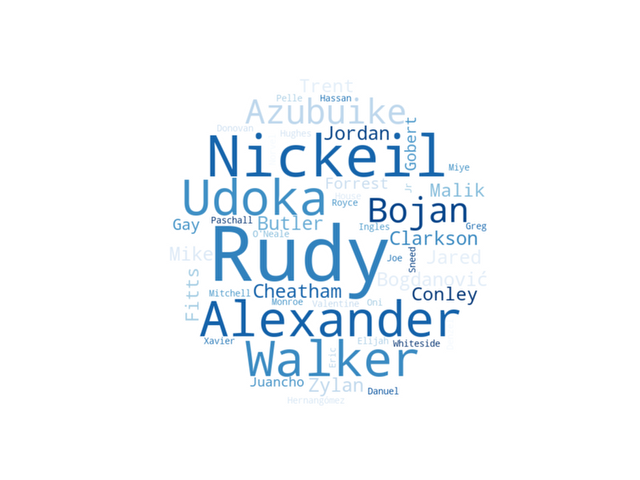 Trent
Pelle Hassan
Azubuike
Donovan Hughes Jordan
Gobert
Nickeil
Miye
Forrest
Jr
Malik
Udoka
House
Royce
Bojan
Gay Paschall Butler Ingles Greg
O'Neale
Clarkson
Rudy
Mike
Joe
Sneed
Jared
Fitts
Bogdanović
Mitchell Cheatham Conley
Monroe Valentine Oni
Alexander
Xavier
Elijah Whiteside
Eric
Walker
Juancho Zylan Danuel
Hernangómez